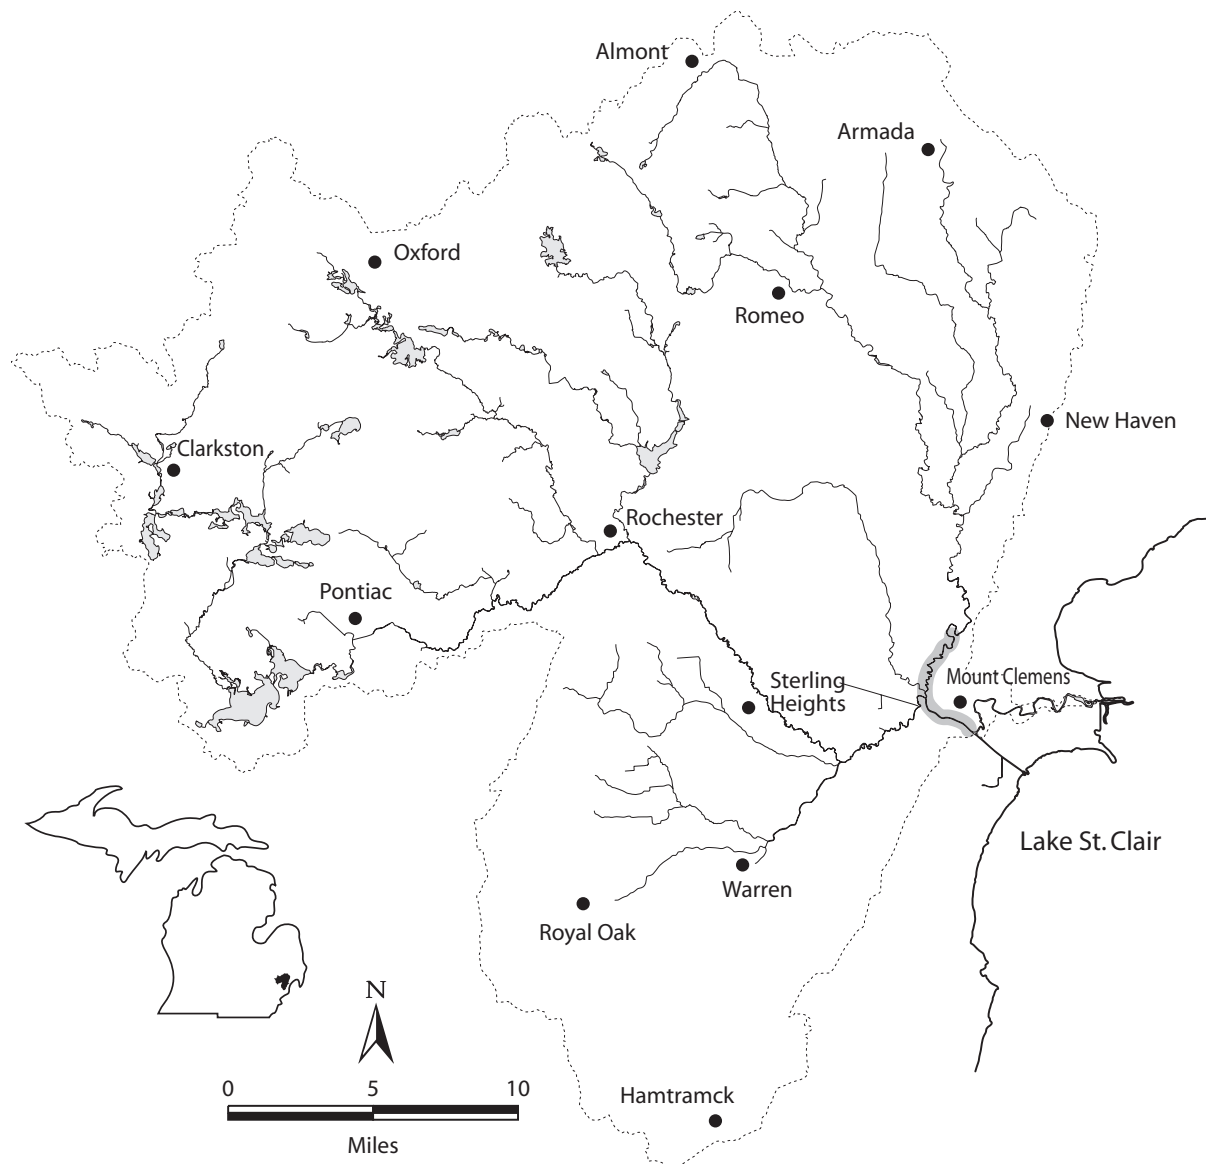 Almont
Armada
Oxford
Romeo
New Haven
Clarkston
Rochester
Pontiac
Sterling
Heights
Mount Clemens
Lake St. Clair
Warren
Royal Oak
N
0 5 10
Miles
Hamtramck